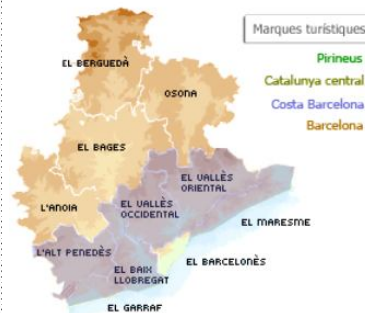 Marques turístiques
Pirineus
Catalunya central
Costa Barcelona
Barcelona
EL BERGUEDÀ
OSONA
EL BAGES
EL VALLÈS
ORIENTAL
L'ANOIA
EL VALLÈS
OCCIDENTAL
EL MARESME
L'ALT PENEDÈS
EL BARCELONÈS
EL BAIX
LLOBREGAT
EL GARRAF